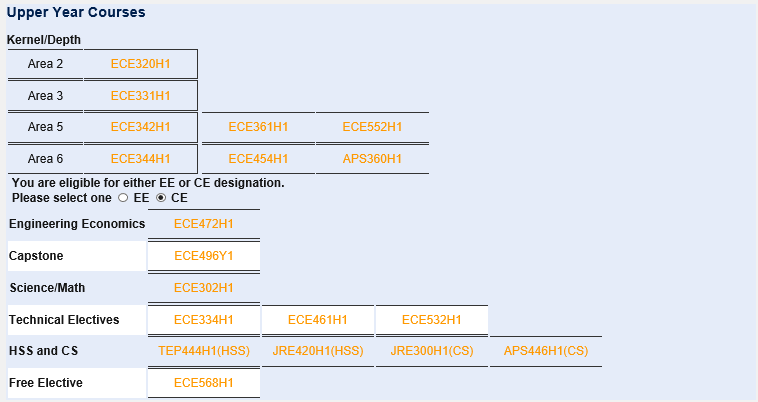 Upper Year Courses
Kernel/Depth
Area 2 ECE320H1
Area 3 ECE331H1
Area 5 ECE342H1 ECE361H1 ECE552H1
Area 6 ECE344H1 ECE454H1 APS360H1
You are eligible for either EE or CE designation.
Please select one EE CE
Engineering Economics ECE472H1
Capstone ECE496Y1
Science/Math ECE302H1
Technical Electives ECE334H1 ECE461H1 ECE532H1
HSS and CS TEP444H1(HSS) JRE420H1(HSS) JRE300H1(CS) APS446H1(CS)
Free Elective ECE568H1